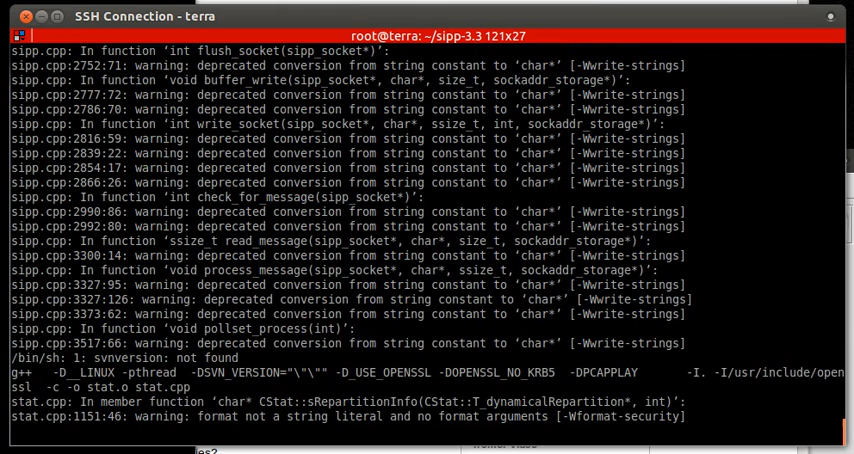 SSH Connection - terra
root@terra: ~/sipp-3.3 121x27
sipp.cpp: In function ‘int flush_socket(sipp_socket*)’:
sipp.cpp:2752:71: warning: deprecated conversion from string constant to ‘char*’ [-Wwrite-strings]
sipp.cpp: In function ‘void buffer_write(sipp_socket*, char*, size_t, sockaddr_storage*)’:
sipp.cpp:2777:72: warning: deprecated conversion from string constant to ‘char*’ [-Wwrite-strings]
sipp.cpp:2786:70: warning: deprecated conversion from string constant to ‘char*’ [-Wwrite-strings]
sipp.cpp: In function ‘int write_socket(sipp_socket*, char*, ssize_t, int, sockaddr_storage*)’:
sipp.cpp:2816:59: warning: deprecated conversion from string constant to ‘char*’ [-Wwrite-strings]
sipp.cpp:2839:22: warning: deprecated conversion from string constant to ‘char*’ [-Wwrite-strings]
sipp.cpp:2854:17: warning: deprecated conversion from string constant to ‘char*’ [-Wwrite-strings]
sipp.cpp:2866:26: warning: deprecated conversion from string constant to ‘char*’ [-Wwrite-strings]
sipp.cpp: In function ‘int check_for_message(sipp_socket*)’:
sipp.cpp:2990:86: warning: deprecated conversion from string constant to ‘char*’ [-Wwrite-strings]
sipp.cpp:2992:80: warning: deprecated conversion from string constant to ‘char*’ [-Wwrite-strings]
sipp.cpp: In function ‘ssize_t read_message(sipp_socket*, char*, size_t, sockaddr_storage*)’:
sipp.cpp:3300:14: warning: deprecated conversion from string constant to ‘char*’ [-Wwrite-strings]
sipp.cpp: In function ‘void process_message(sipp_socket*, char*, ssize_t, sockaddr_storage*)’:
sipp.cpp:3327:95: warning: deprecated conversion from string constant to ‘char*’ [-Wwrite-strings]
sipp.cpp:3327:126: warning: deprecated conversion from string constant to ‘char*’ [-Wwrite-strings]
sipp.cpp:3373:62: warning: deprecated conversion from string constant to ‘char*’ [-Wwrite-strings]
sipp.cpp: In function ‘void pollset_process(int)’:
sipp.cpp:3517:66: warning: deprecated conversion from string constant to ‘char*’ [-Wwrite-strings]
/bin/sh: 1: svnversion: not found
g++   -D__LINUX -pthread  -DSVN_VERSION="\"\"" -D_USE_OPENSSL -DOPENSSL_NO_KRB5  -DPCAPPLAY       -I. -I/usr/include/open
ssl  -c -o stat.o stat.cpp
stat.cpp: In member function ‘char* CStat::sRepartitionInfo(CStat::T_dynamicalRepartition*, int)’:
stat.cpp:1151:46: warning: format not a string literal and no format arguments [-Wformat-security]